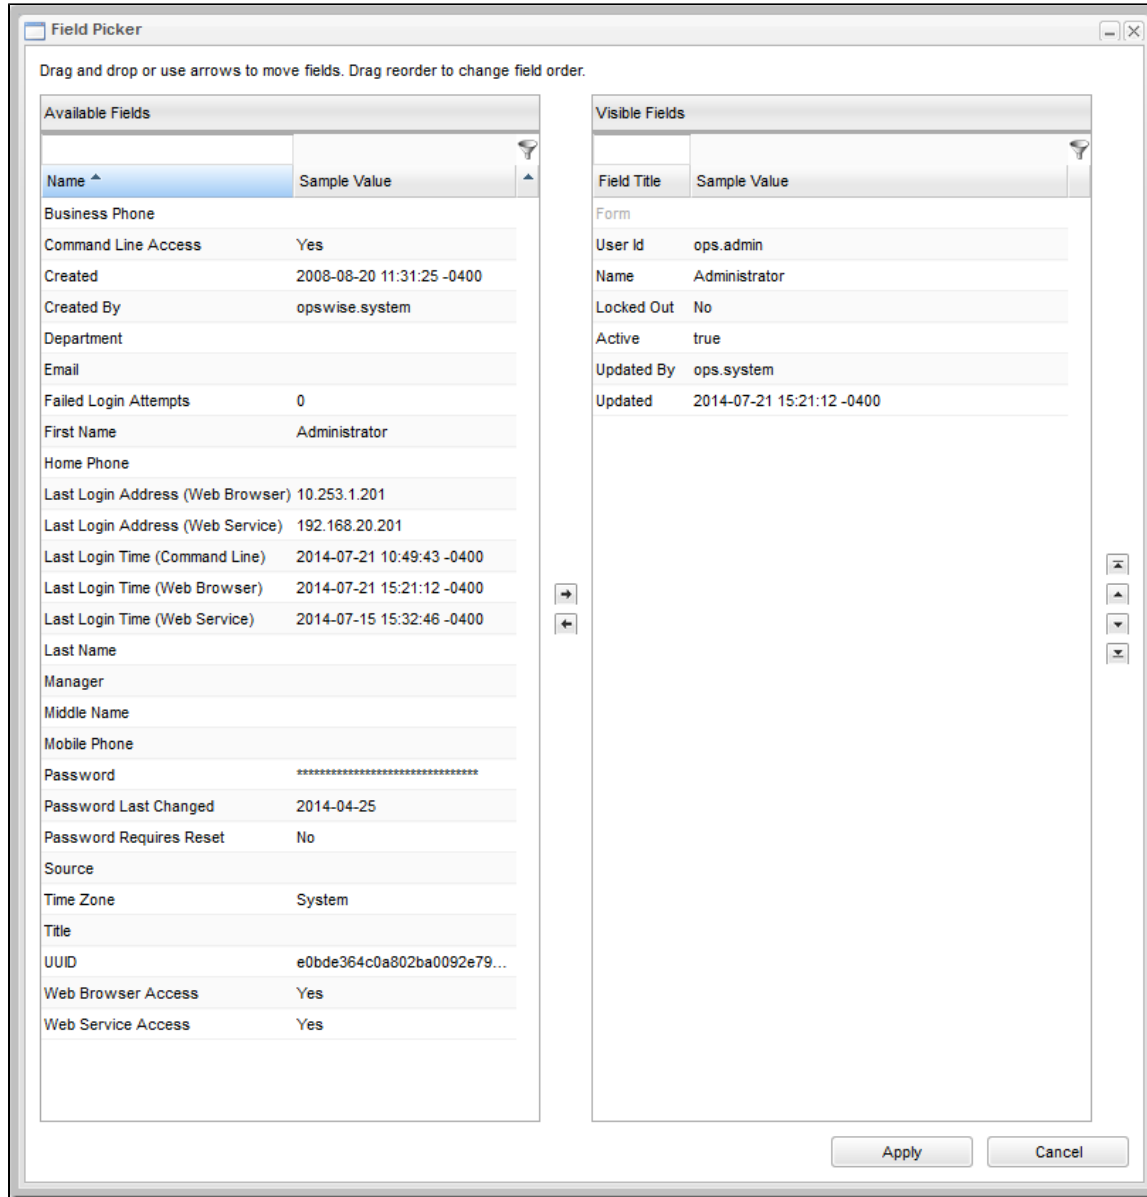 Field Picker
Drag and drop or use arrows to move fields. Drag reorder to change field order.
Available Fields
Name Sample Value
Business Phone
Command Line Access Yes
Created 2008-08-20 11:31:25 -0400
Created By opswise.system
Department
Email
Failed Login Attempts 0
First Name Administrator
Home Phone
Last Login Address (Web Browser) 10.253.1.201
Last Login Address (Web Service) 192.168.20.201
Last Login Time (Command Line) 2014-07-21 10:49:43 -0400
Last Login Time (Web Browser) 2014-07-21 15:21:12 -0400
Last Login Time (Web Service) 2014-07-15 15:32:46 -0400
Last Name
Manager
Middle Name
Mobile Phone
Password ********************************
Password Last Changed 2014-04-25
Password Requires Reset No
Source
Time Zone System
Title
UUID e0bde364c0a802ba0092e79...
Web Browser Access Yes
Web Service Access Yes
Visible Fields
Field Title Sample Value
Form
User Id ops.admin
Name Administrator
Locked Out No
Active true
Updated By ops.system
Updated 2014-07-21 15:21:12 -0400
Apply Cancel